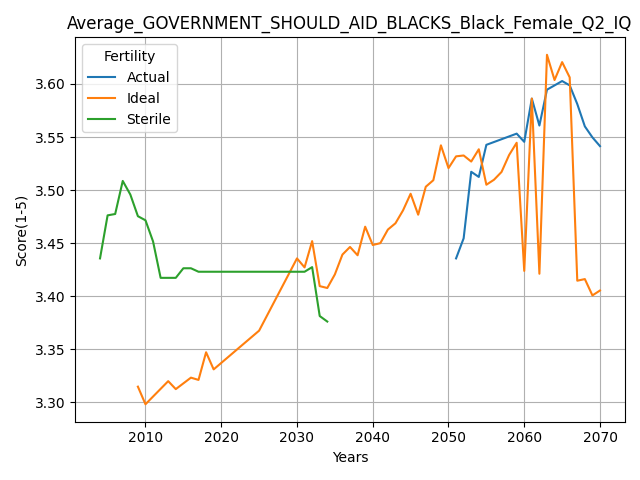 Average_GOVERNMENT_SHOULD_AID_BLACKS_Black_Female_Q2_IQ
Fertility
Actual
Ideal
Sterile
Score(1-5)
3.60
3.55
3.50
3.45
3.40
3.35
3.30
2010 2020 2030 2040 2050 2060 2070
Years